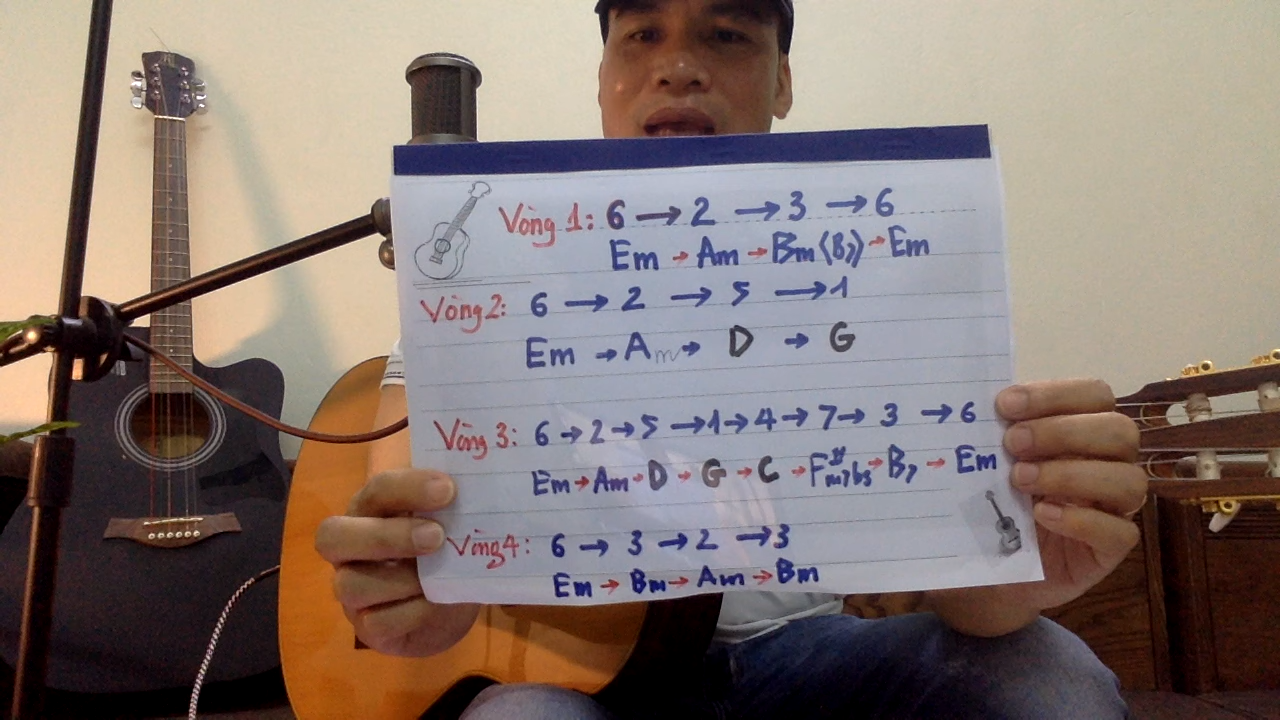 Vòng 1: 6 → 2 → 3 → 6
Em → Am → Bm (B7) → Em
Vòng 2: 6 → 2 → 5 → 1
Em → Am → D → G
Vòng 3: 6 → 2 → 5 → 1 → 4 → 7 → 3 → 6
Em → Am → D → G → C → F#m7b5 → B7 → Em
Vòng 4: 6 → 3 → 2 → 3
Em → Bm → Am → Bm